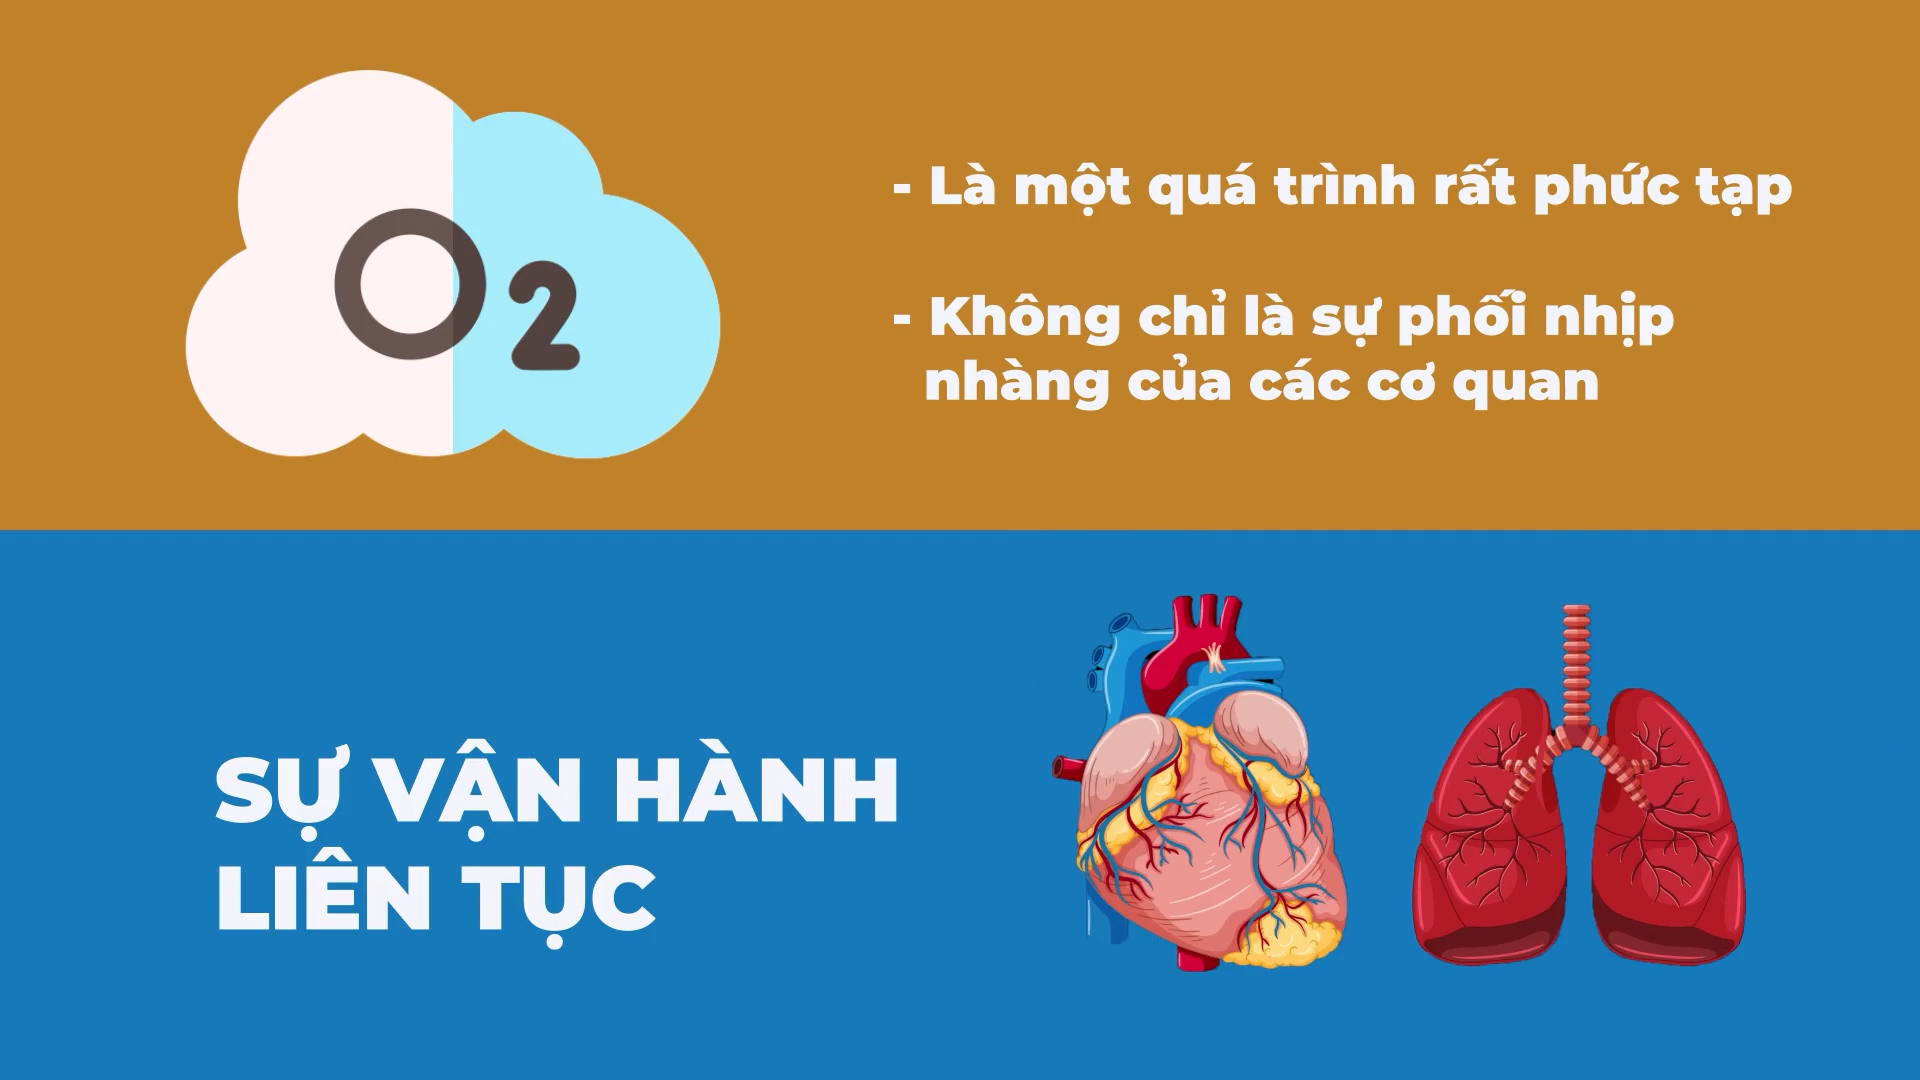 O2
- Là một quá trình rất phức tạp
- Không chỉ là sự phối nhịp
nhàng của các cơ quan
SỰ VẬN HÀNH
LIÊN TỤC